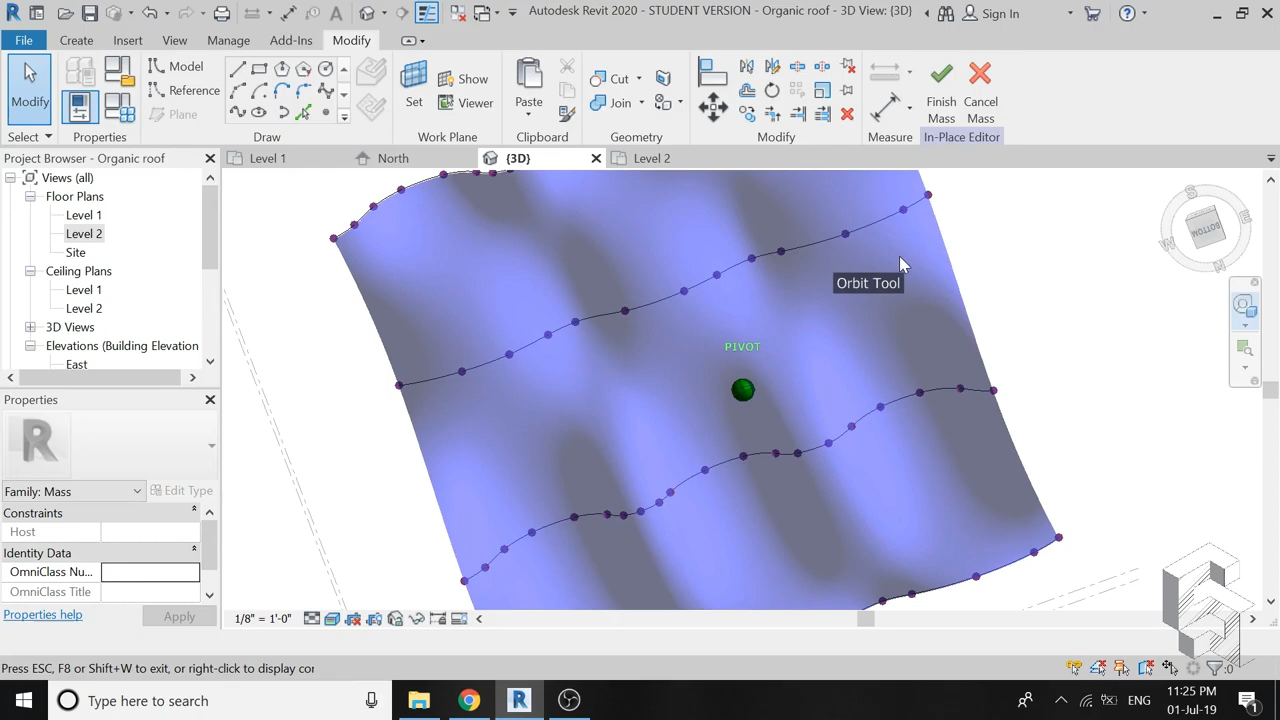 Autodesk Revit 2020 - STUDENT VERSION - Organic roof - 3D View: {3D}
Sign In
File
Create
Insert
View
Manage
Add-Ins
Modify
Modify
Model
Reference
Plane
Set
Show
Viewer
Paste
Cut
Join
Finish
Mass
Cancel
Mass
Select
Properties
Draw
Work Plane
Clipboard
Geometry
Modify
Measure
In-Place Editor
Project Browser - Organic roof
Level 1
North
{3D}
Level 2
Views (all)
Floor Plans
Level 1
Level 2
Site
Ceiling Plans
Level 1
Level 2
3D Views
Elevations (Building Elevation
East
Properties
R
Family: Mass
Edit Type
Constraints
Host
Identity Data
OmniClass Nu...
OmniClass Title
Properties help
Apply
Orbit Tool
PIVOT
S
E
W
N
BOTTOM
1/8" = 1'-0"
Press ESC, F8 or Shift+W to exit, or right-click to display cor
:0
Type here to search
ENG
11:25 PM
01-Jul-19
1